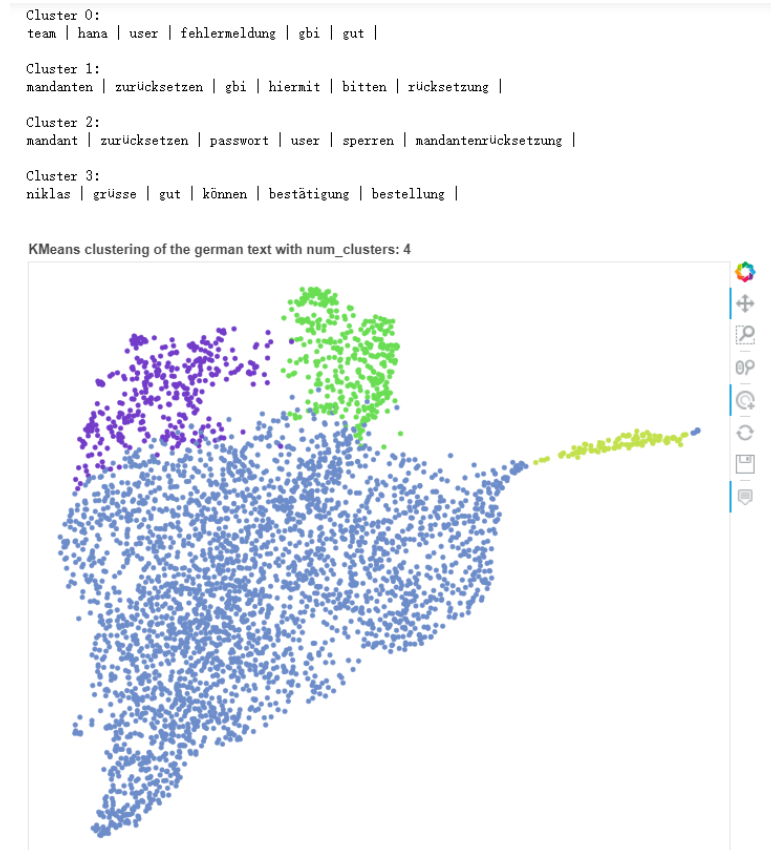 Cluster 0:
team | hana | user | fehlermeldung | gbi | gut |
Cluster 1:
mandanten | zurücksetzen | gbi | hiermit | bitten | rücksetzung |
Cluster 2:
mandant | zurücksetzen | passwort | user | sperren | mandantenrücksetzung |
Cluster 3:
niklas | grüsse | gut | können | bestätigung | bestellung |
KMeans clustering of the german text with num_clusters: 4